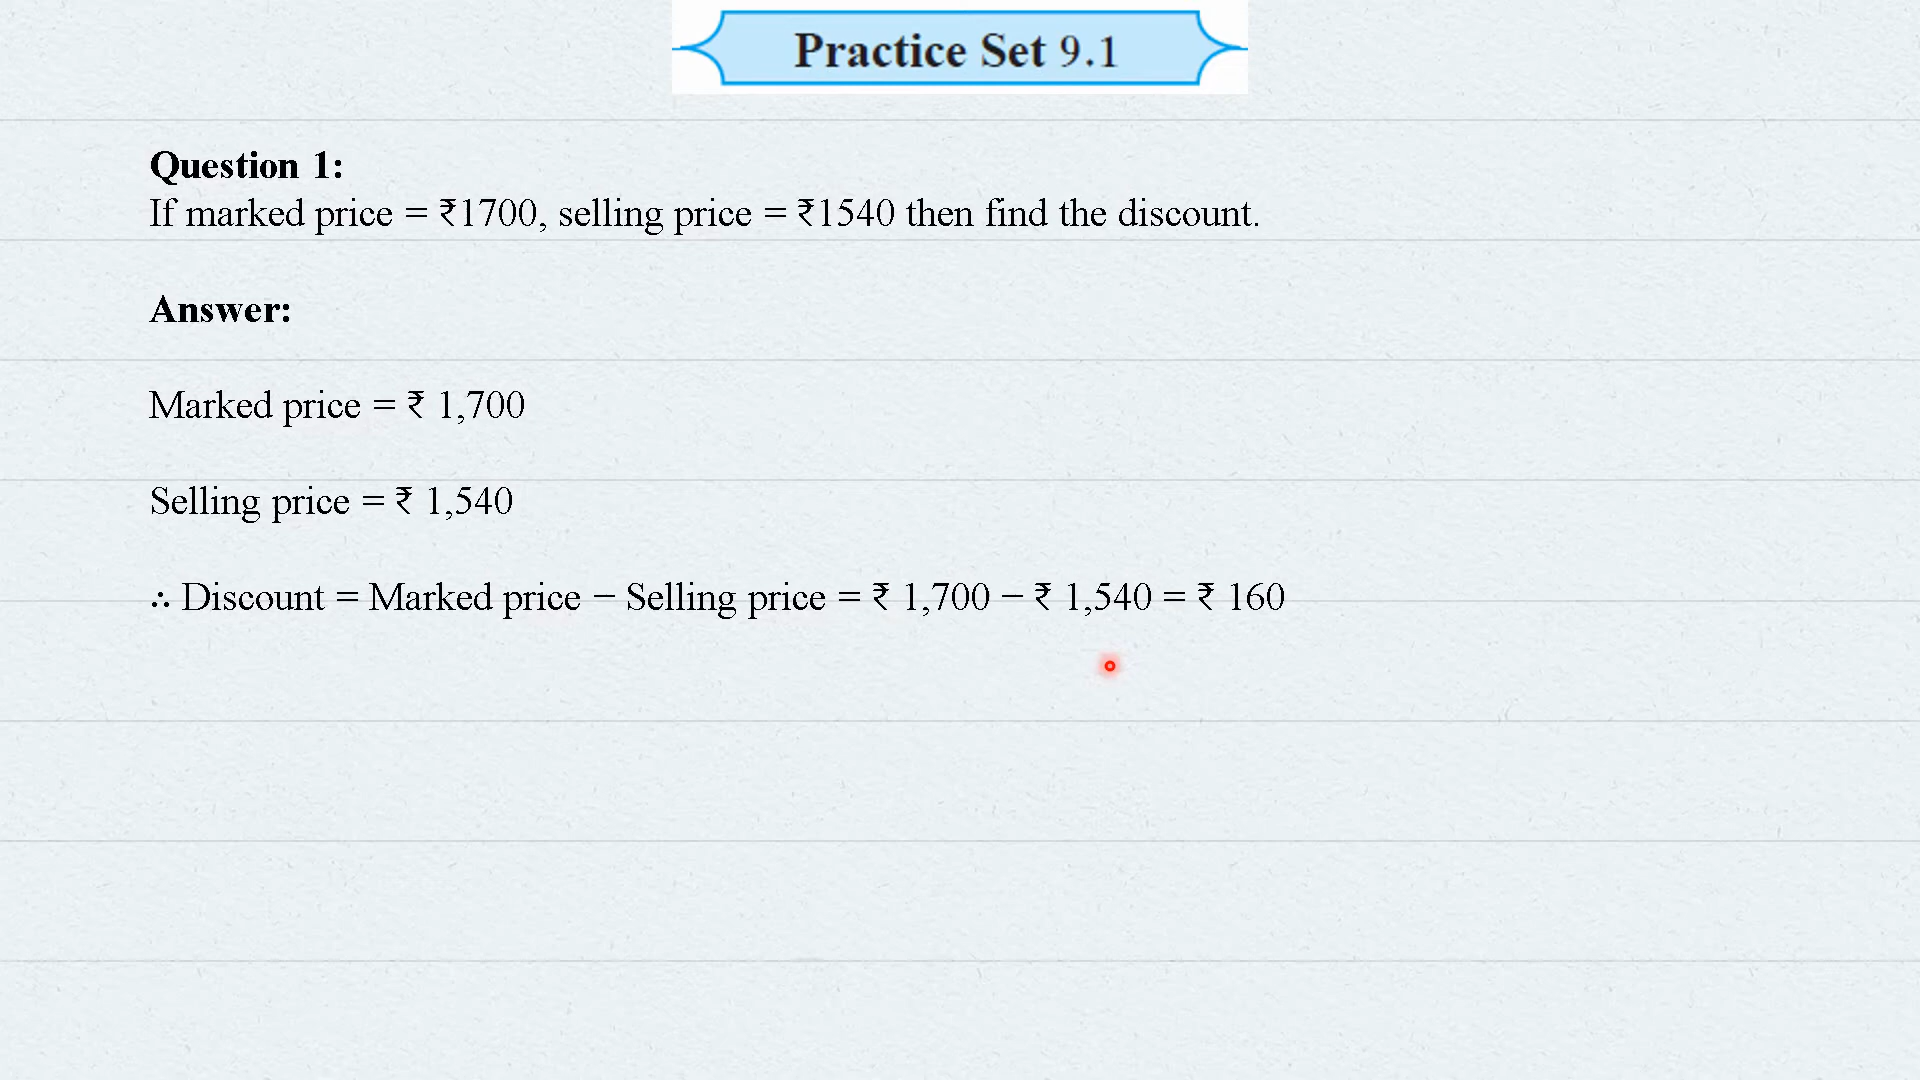 Practice Set 9.1
Question 1:
If marked price = ₹1700, selling price = ₹1540 then find the discount.
Answer:
Marked price = ₹ 1,700
Selling price = ₹ 1,540
∴ Discount = Marked price − Selling price = ₹ 1,700 − ₹ 1,540 = ₹ 160